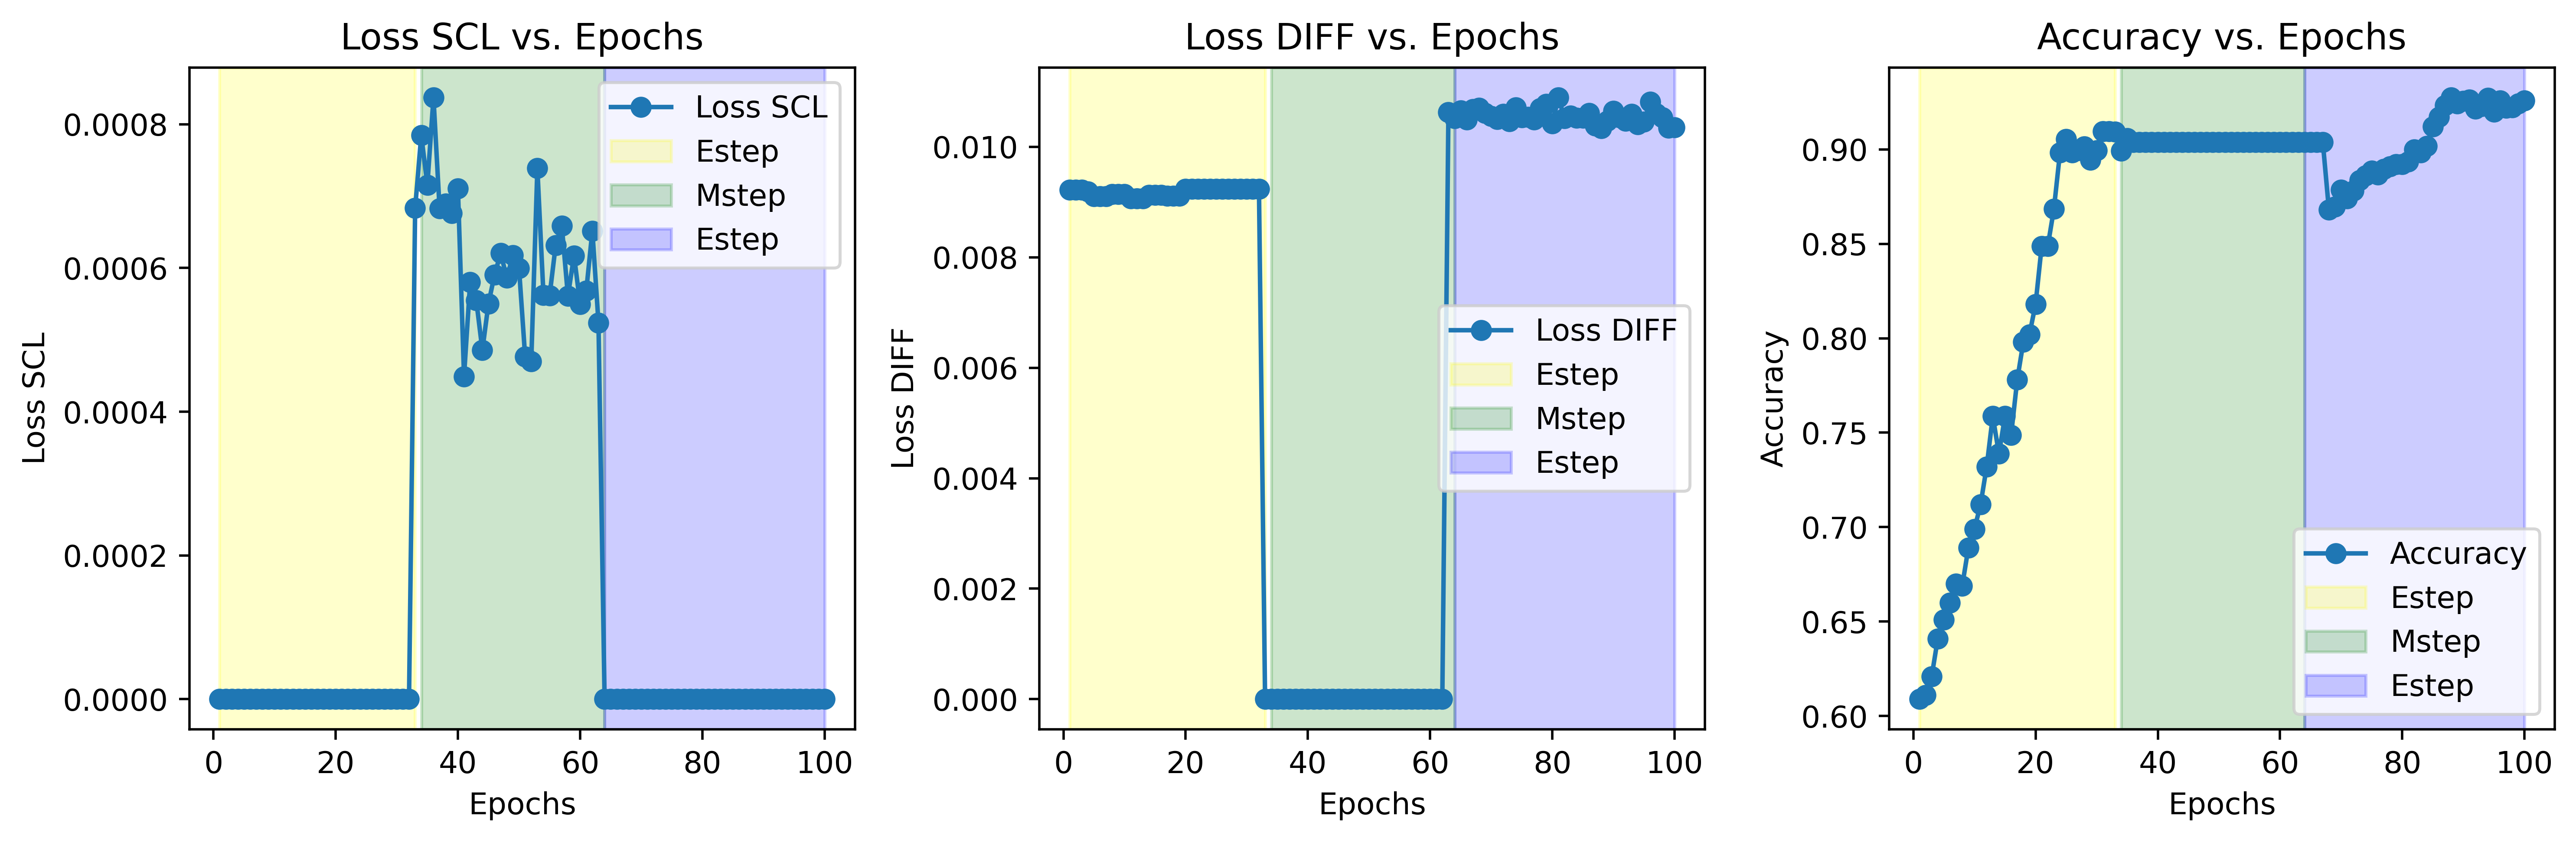 Loss SCL vs. Epochs
Loss SCL
0.0008
0.0006
0.0004
0.0002
0.0000
Loss SCL
Estep
Mstep
Estep
0 20 40 60 80 100
Epochs
Loss DIFF vs. Epochs
Loss DIFF
0.010
0.008
0.006
0.004
0.002
0.000
Loss DIFF
Estep
Mstep
Estep
0 20 40 60 80 100
Epochs
Accuracy vs. Epochs
Accuracy
0.90
0.85
0.80
0.75
0.70
0.65
0.60
Accuracy
Estep
Mstep
Estep
0 20 40 60 80 100
Epochs